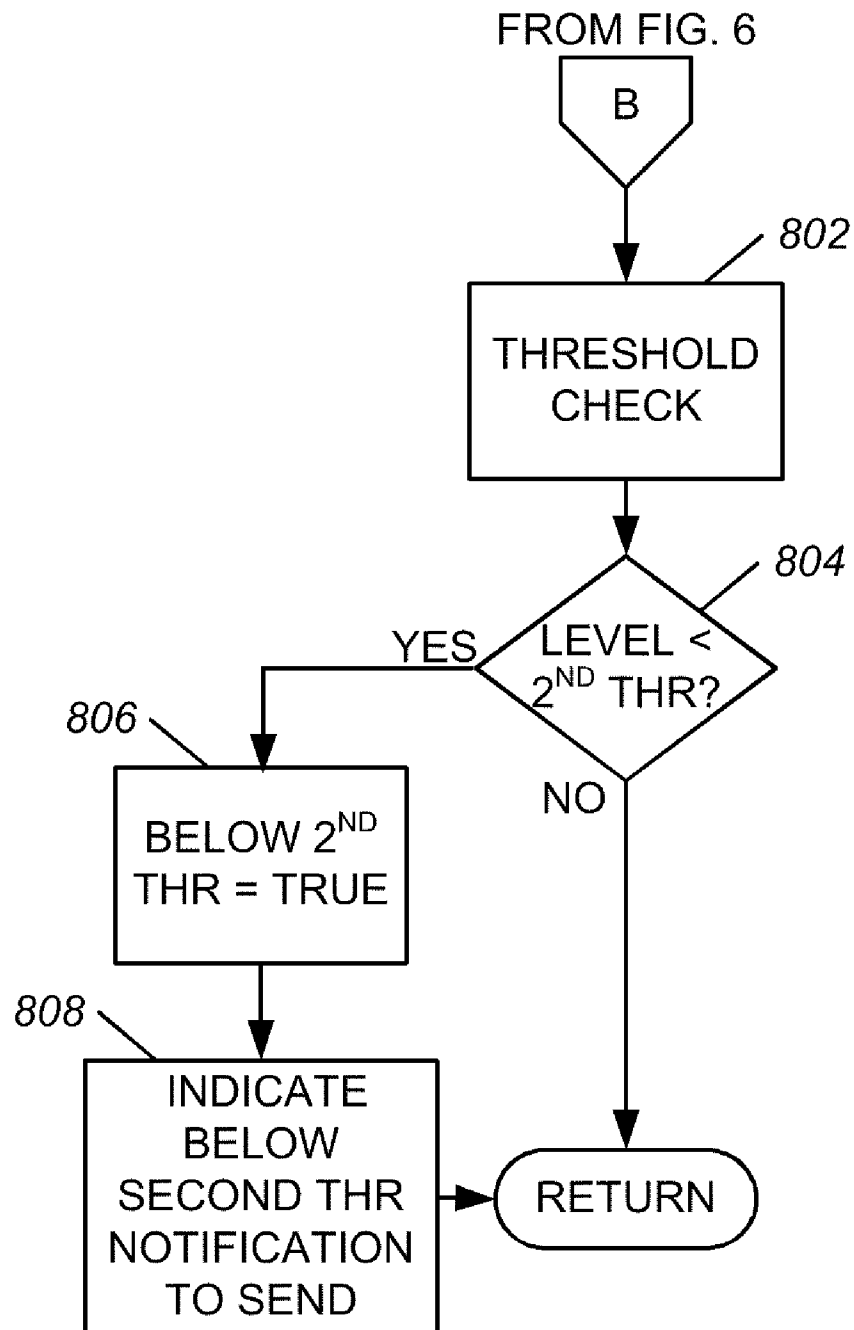 FROM FIG. 6
B
802
THRESHOLD
CHECK
804
LEVEL <
2ND THR?
YES
NO
806
BELOW 2ND
THR = TRUE
808
INDICATE
BELOW
SECOND THR
NOTIFICATION
TO SEND
RETURN